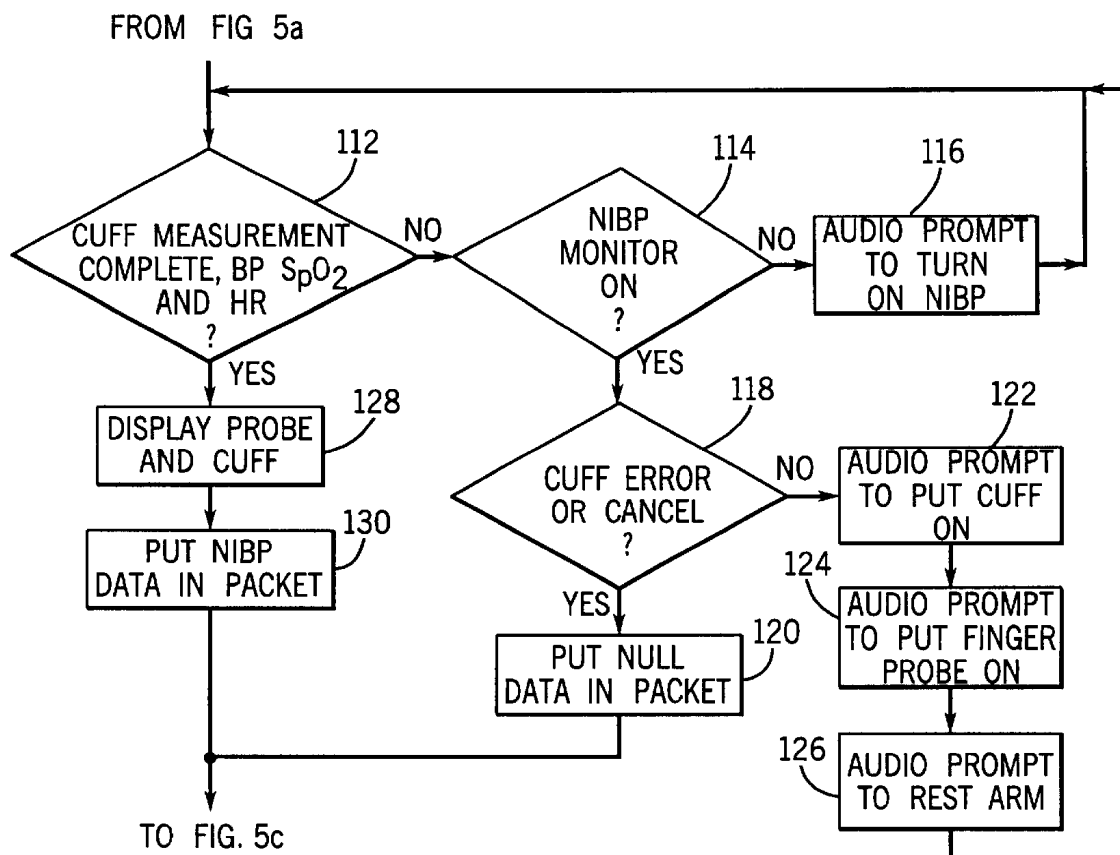 FROM FIG 5a
112
CUFF MEASUREMENT
COMPLETE, BP SpO2
AND HR
?
NO
YES
114
NIBP
MONITOR
ON
?
NO
YES
116
AUDIO PROMPT
TO TURN
ON NIBP
128
DISPLAY PROBE
AND CUFF
130
PUT NIBP
DATA IN PACKET
118
CUFF ERROR
OR CANCEL
?
NO
YES
120
PUT NULL
DATA IN PACKET
122
AUDIO PROMPT
TO PUT CUFF
ON
124
AUDIO PROMPT
TO PUT FINGER
PROBE ON
126
AUDIO PROMPT
TO REST ARM
TO FIG. 5c